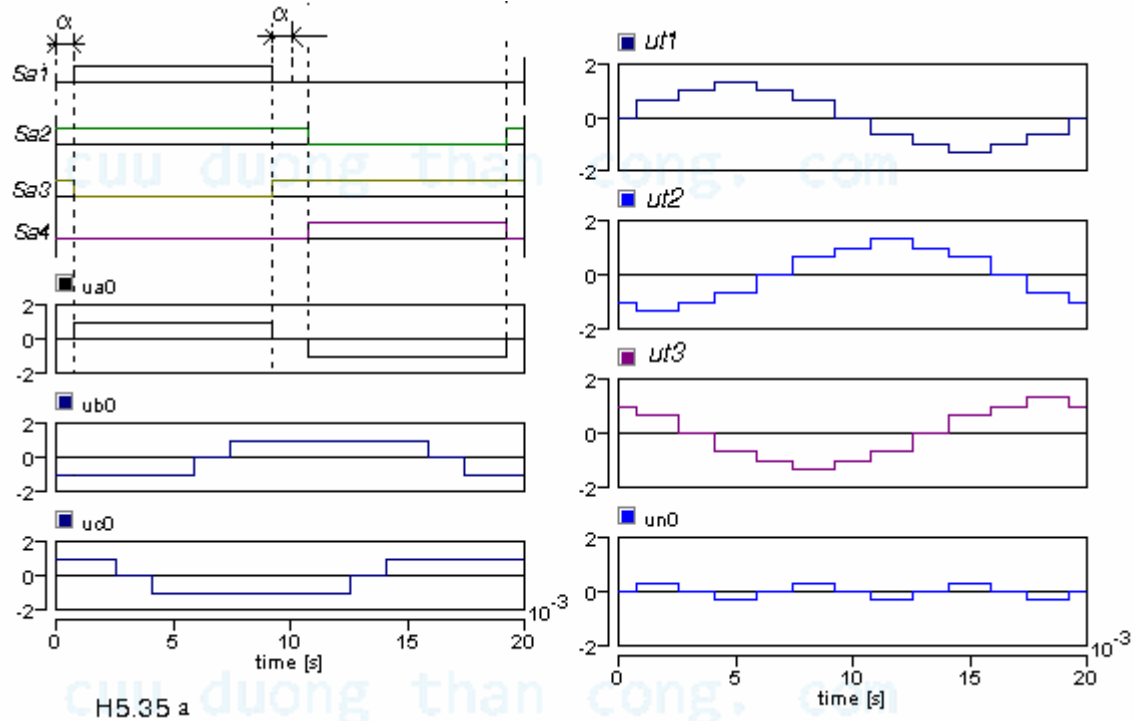 α
α
Sa1
Sa2
Sa3
Sa4
ua0
2
0
-2
ub0
2
0
-2
uc0
2
0
-2
10-3
0 5 10 15 20
time [s]
H5.35 a
ut1
2
0
-2
ut2
2
0
-2
ut3
2
0
-2
un0
2
0
-2
10-3
0 5 10 15 20
time [s]
cuu duong than cong. com
cuu duong than cong. com